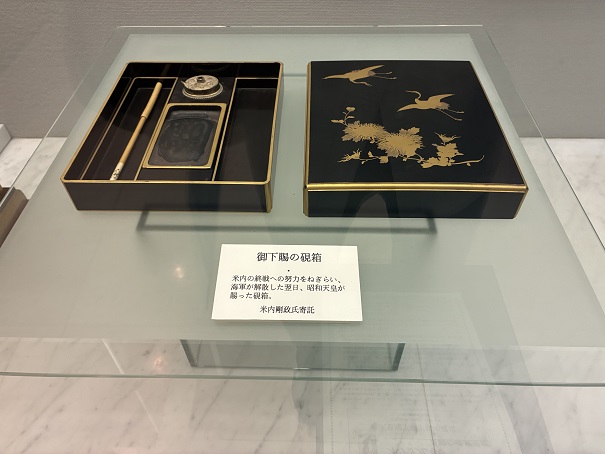 御下賜の硯箱
米内の終戦への努力をねぎらい、
海軍が解散した翌日、昭和天皇が
賜った硯箱。
米内剛政氏寄託